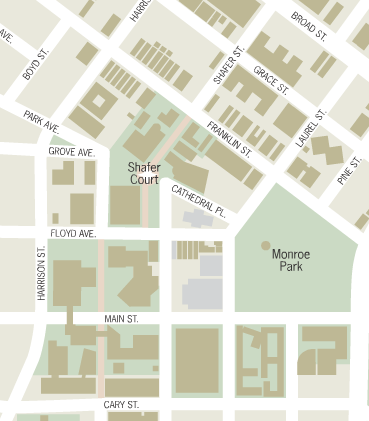 HARRI
BROAD ST.
AVE.
BOYD ST.
SHAFER ST.
GRACE ST.
PARK AVE.
FRANKLIN ST.
LAUREL ST.
GROVE AVE.
PINE ST.
Shafer
Court
CATHEDRAL PL.
FLOYD AVE.
HARRISON ST.
Monroe
Park
MAIN ST.
CARY ST.